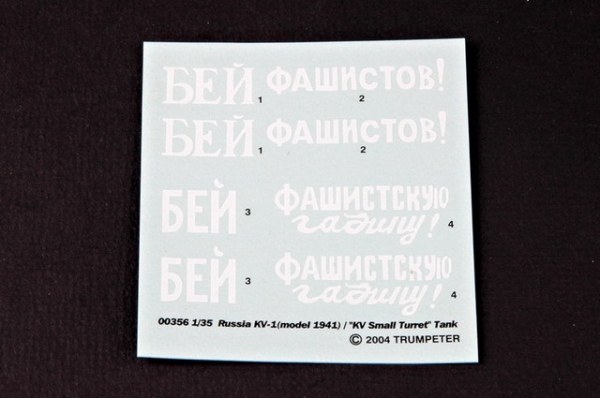 БЕЙ 1 ФАШИСТОВ! 2
БЕЙ 1 ФАШИСТОВ! 2
БЕЙ 3 ФАШИСТСКУЮ
гадину! 4
БЕЙ 3 ФАШИСТСКУЮ
гадину! 4
00356 1/35 Russia KV-1(model 1941) / "KV Small Turret" Tank
© 2004 TRUMPETER